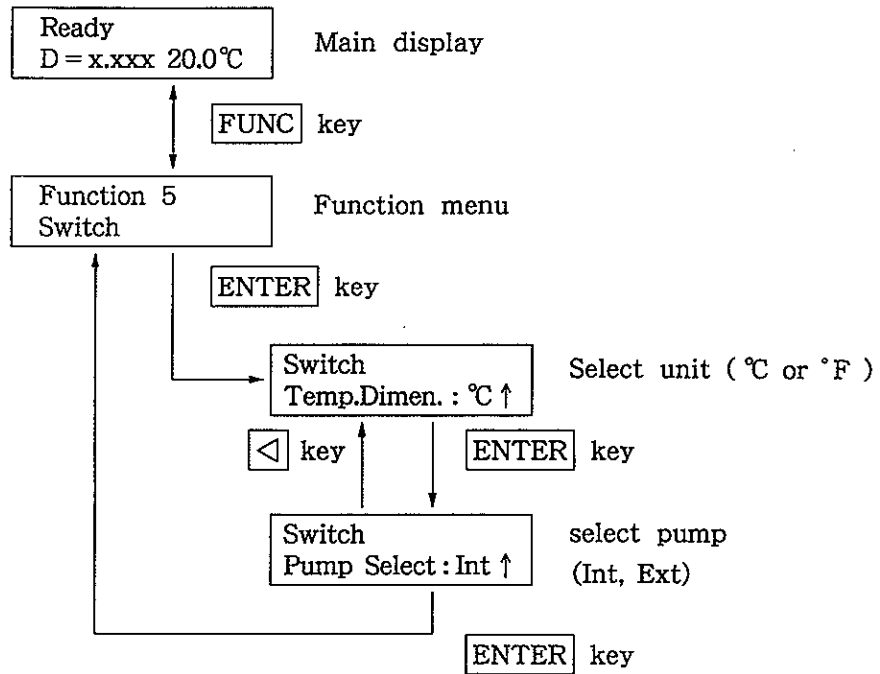 Ready
D=x.xxx 20.0℃
Main display
FUNC key
Function 5
Switch
Function menu
ENTER key
Switch
Temp.Dimen. : ℃ ↑
Select unit ( ℃ or °F )
◁ key
ENTER key
Switch
Pump Select : Int ↑
select pump
(Int, Ext)
ENTER key